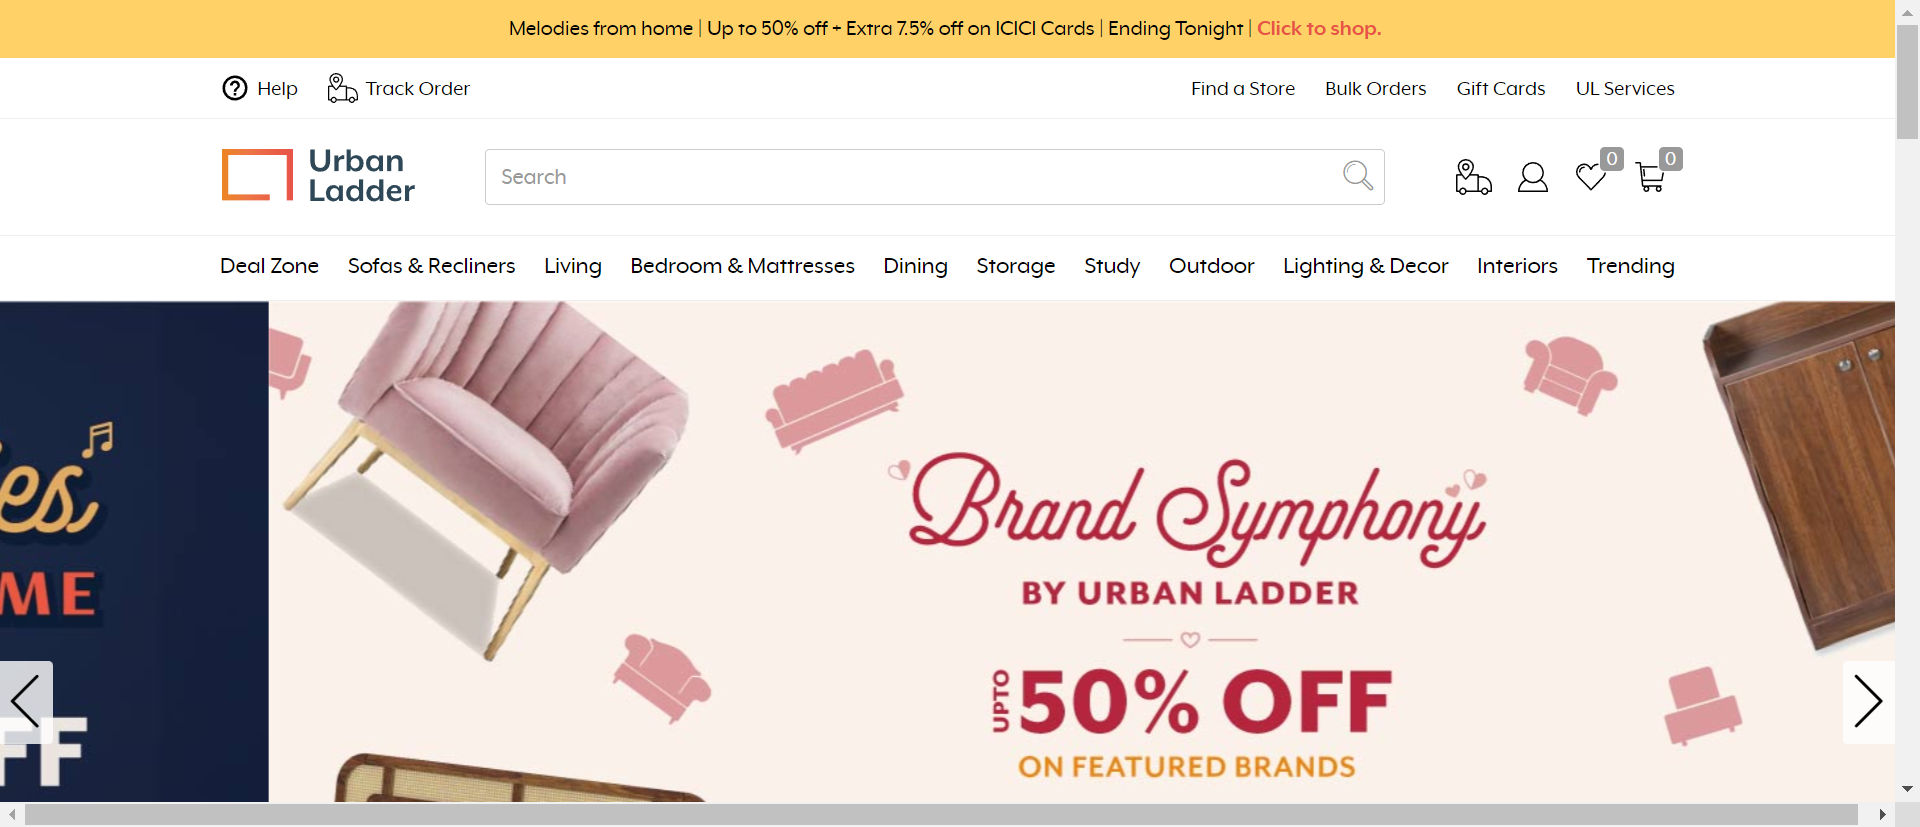 Melodies from home | Up to 50% off + Extra 7.5% off on ICICI Cards | Ending Tonight | Click to shop.
Help
Track Order
Find a Store
Bulk Orders
Gift Cards
UL Services
Urban
Ladder
Search
0
0
Deal Zone
Sofas & Recliners
Living
Bedroom & Mattresses
Dining
Storage
Study
Outdoor
Lighting & Decor
Interiors
Trending
es
ME
FF
Brand Symphony
BY URBAN LADDER
UPTO 50% OFF
ON FEATURED BRANDS